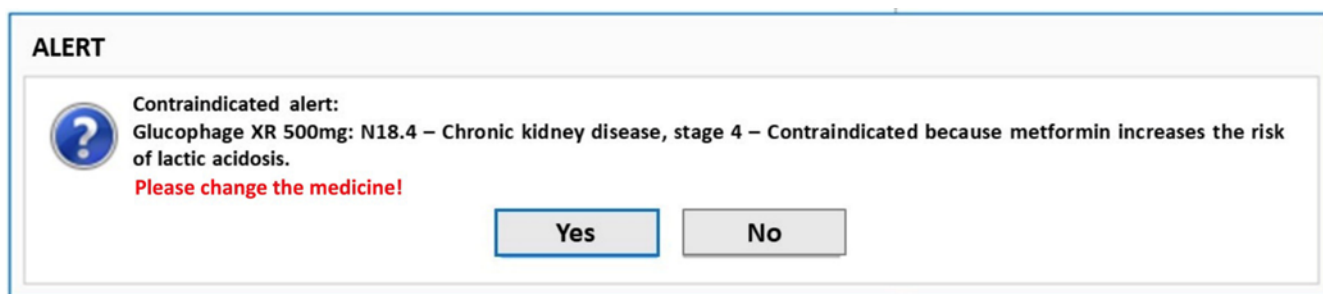 ALERT
Contraindicated alert:
Glucophage XR 500mg: N18.4 – Chronic kidney disease, stage 4 – Contraindicated because metformin increases the risk
of lactic acidosis.
Please change the medicine!
Yes No